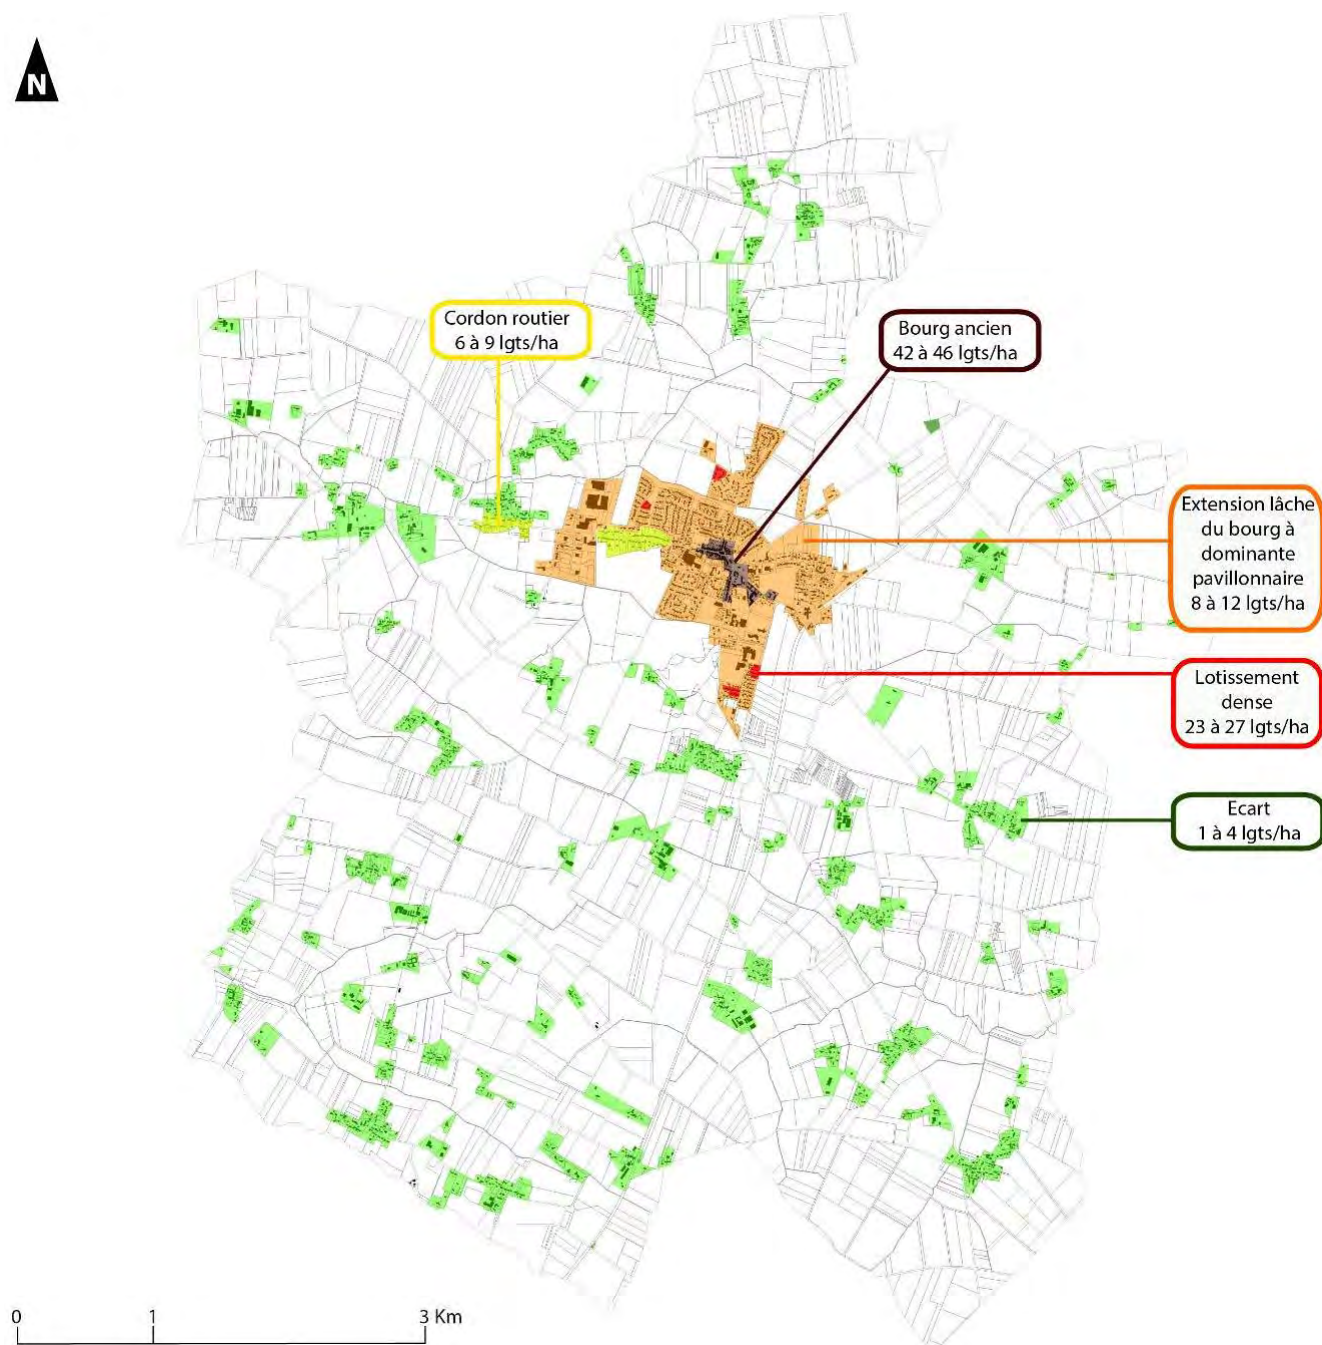 N
Cordon routier
6 à 9 lgts/ha
Bourg ancien
42 à 46 lgts/ha
Extension lâche
du bourg à
dominante
pavillonnaire
8 à 12 lgts/ha
Lotissement
dense
23 à 27 lgts/ha
Ecart
1 à 4 lgts/ha
0 1 3 Km